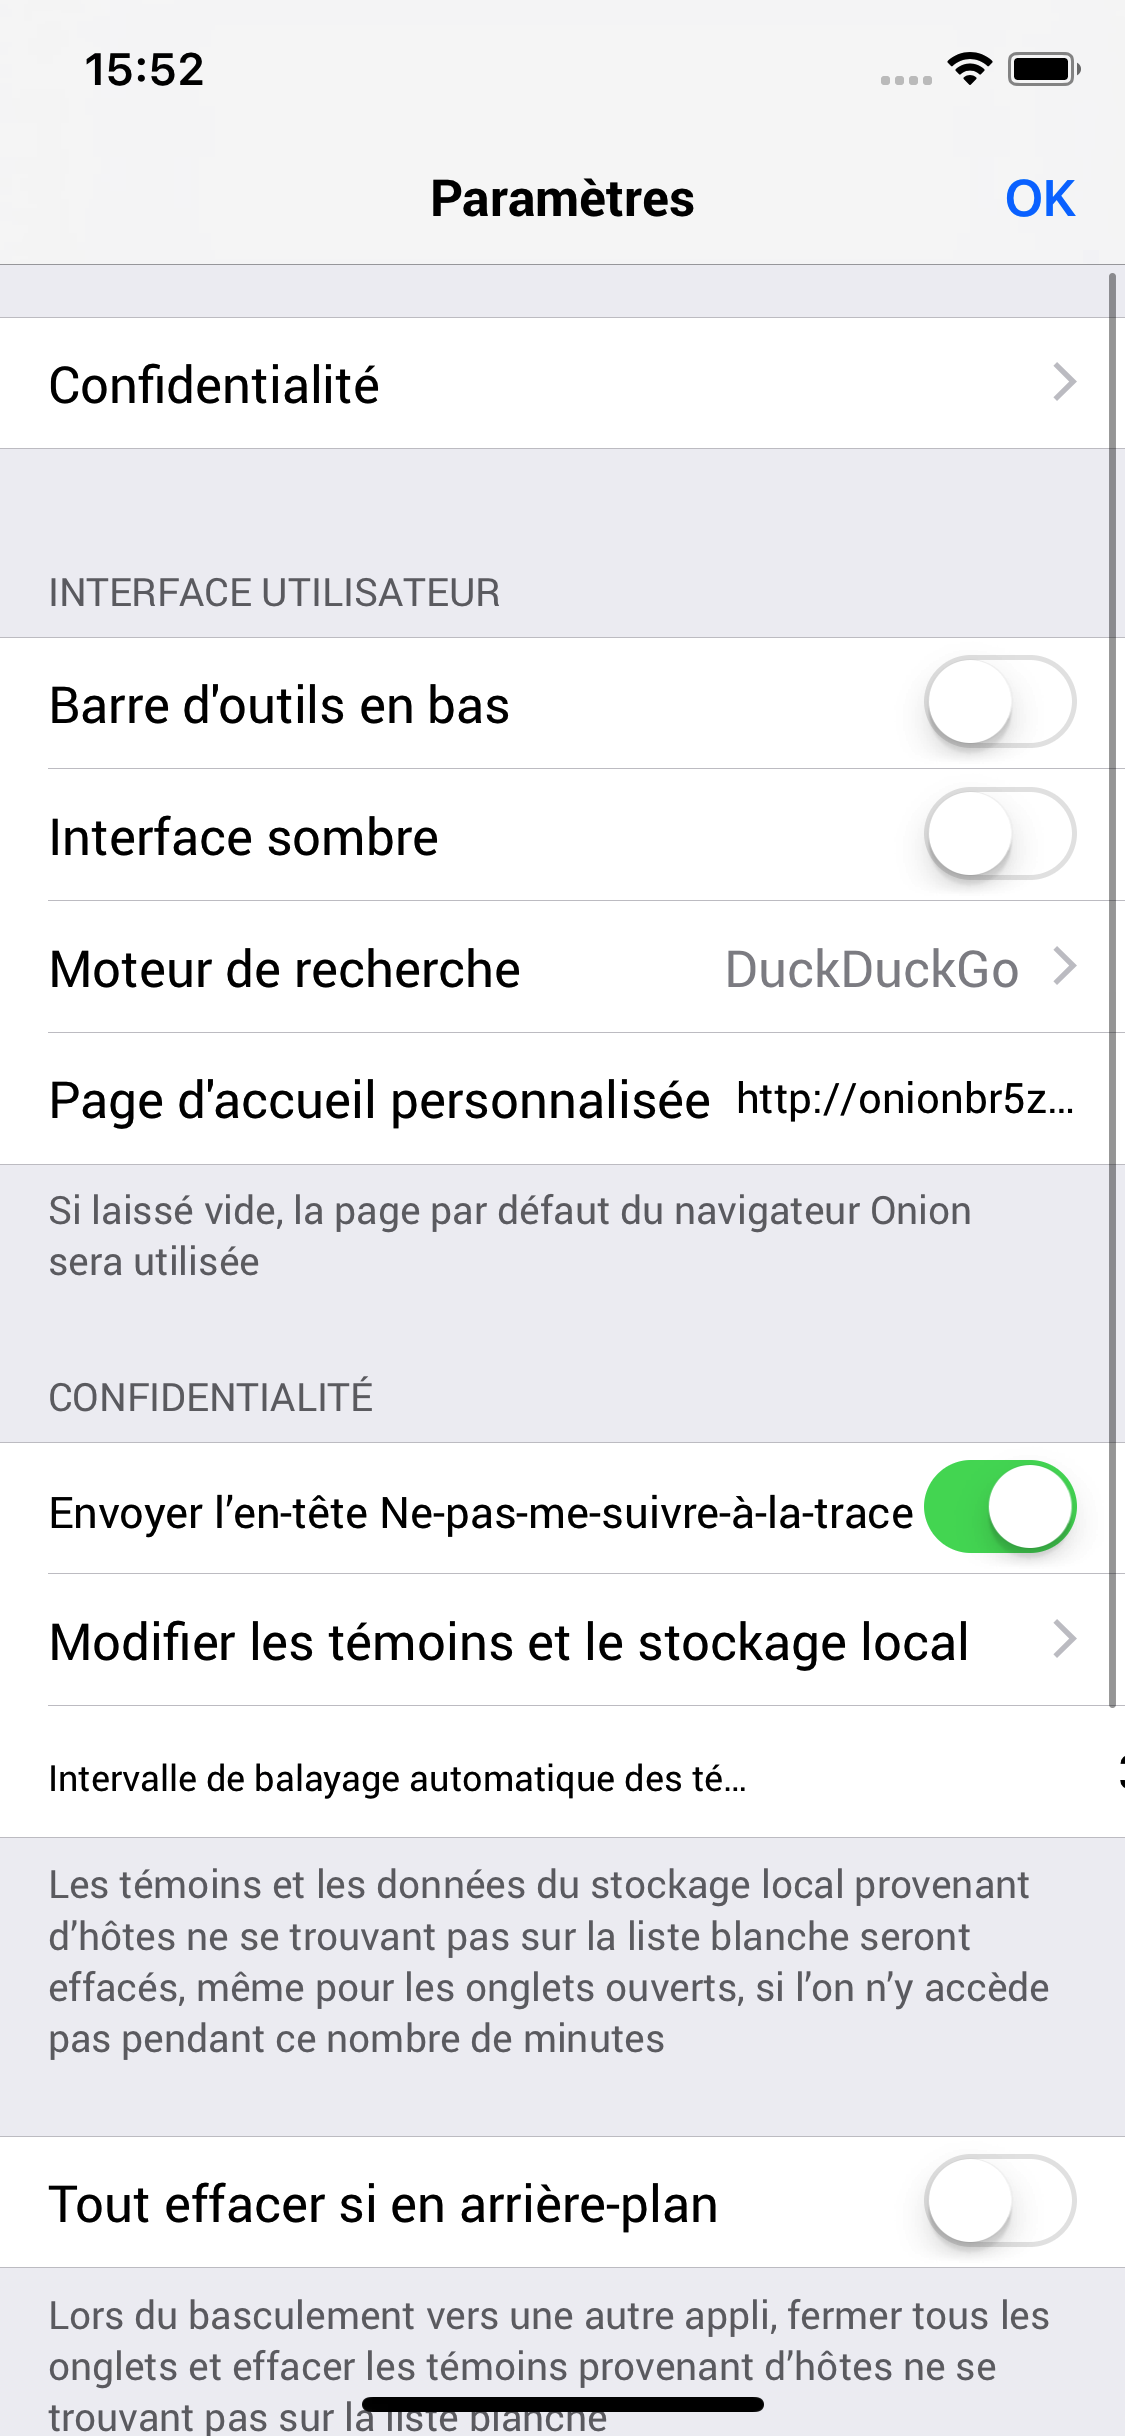 15:52
Paramètres
OK
Confidentialité
INTERFACE UTILISATEUR
Barre d'outils en bas
Interface sombre
Moteur de recherche DuckDuckGo
Page d'accueil personnalisée http://onionbr5z…
Si laissé vide, la page par défaut du navigateur Onion
sera utilisée
CONFIDENTIALITÉ
Envoyer l’en-tête Ne-pas-me-suivre-à-la-trace
Modifier les témoins et le stockage local
Intervalle de balayage automatique des té…
Les témoins et les données du stockage local provenant
d’hôtes ne se trouvant pas sur la liste blanche seront
effacés, même pour les onglets ouverts, si l’on n’y accède
pas pendant ce nombre de minutes
Tout effacer si en arrière-plan
Lors du basculement vers une autre appli, fermer tous les
onglets et effacer les témoins provenant d’hôtes ne se
trouvant pas sur la liste blanche